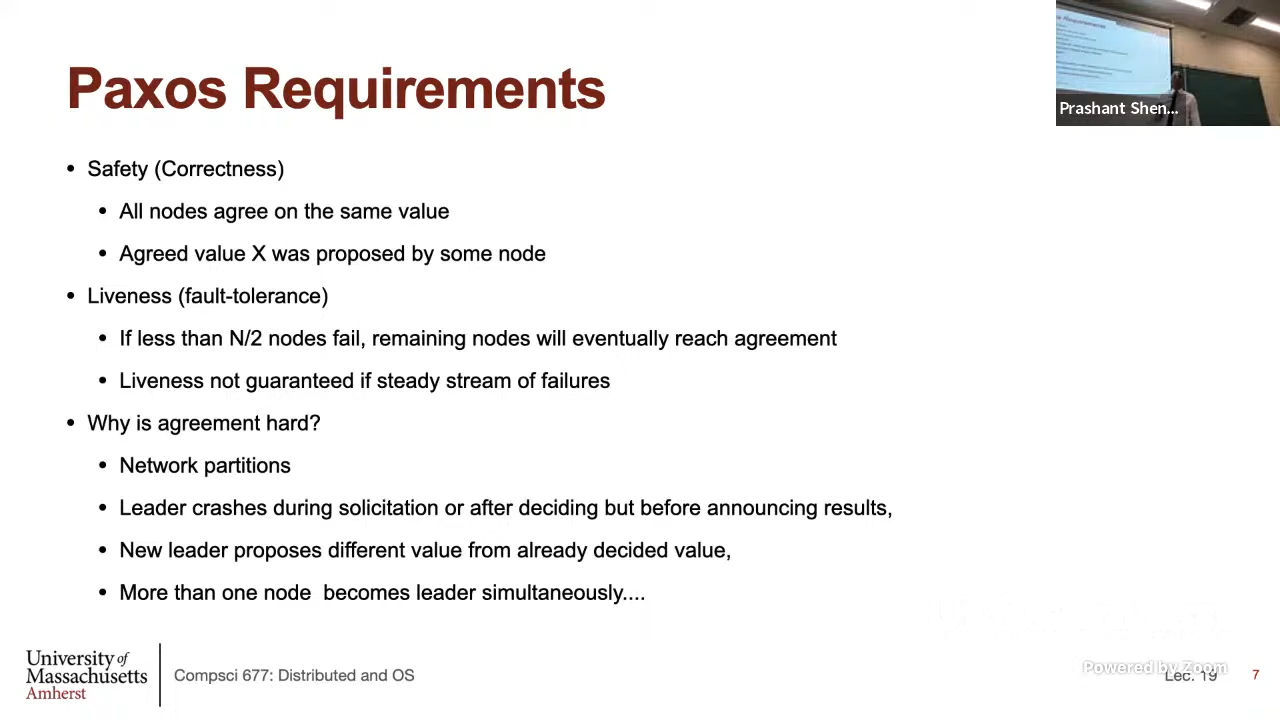 Paxos Requirements
• Safety (Correctness)
• All nodes agree on the same value
• Agreed value X was proposed by some node
• Liveness (fault-tolerance)
• If less than N/2 nodes fail, remaining nodes will eventually reach agreement
• Liveness not guaranteed if steady stream of failures
• Why is agreement hard?
• Network partitions
• Leader crashes during solicitation or after deciding but before announcing results,
• New leader proposes different value from already decided value,
• More than one node  becomes leader simultaneously....
Prashant Shen...
University of
Massachusetts
Amherst
Compsci 677: Distributed and OS
Powered by Zoom
Lec. 19
7